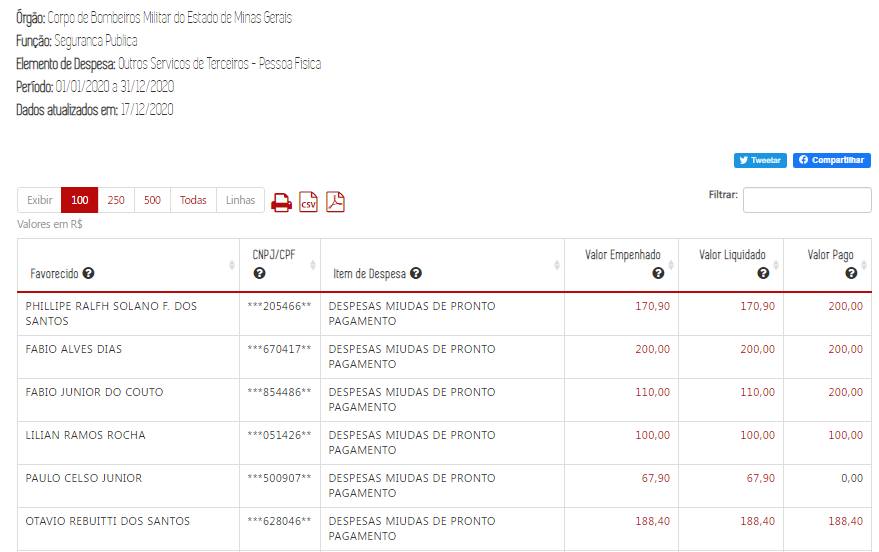 Órgão: Corpo de Bombeiros Militar do Estado de Minas Gerais
Função: Seguranca Publica
Elemento de Despesa: Outros Servicos de Terceiros - Pessoa Fisica
Período: 01/01/2020 a 31/12/2020
Dados atualizados em: 17/12/2020
Tweetar Compartilhar
Exibir 100 250 500 Todas Linhas CSV Filtrar:
Valores em R$
Favorecido ? CNPJ/CPF ? Item de Despesa ? Valor Empenhado ? Valor Liquidado ? Valor Pago ?
PHILLIPE RALFH SOLANO F. DOS SANTOS ***205466** DESPESAS MIUDAS DE PRONTO PAGAMENTO 170,90 170,90 200,00
FABIO ALVES DIAS ***670417** DESPESAS MIUDAS DE PRONTO PAGAMENTO 200,00 200,00 200,00
FABIO JUNIOR DO COUTO ***854486** DESPESAS MIUDAS DE PRONTO PAGAMENTO 110,00 110,00 200,00
LILIAN RAMOS ROCHA ***051426** DESPESAS MIUDAS DE PRONTO PAGAMENTO 100,00 100,00 100,00
PAULO CELSO JUNIOR ***500907** DESPESAS MIUDAS DE PRONTO PAGAMENTO 67,90 67,90 0,00
OTAVIO REBUITTI DOS SANTOS ***628046** DESPESAS MIUDAS DE PRONTO PAGAMENTO 188,40 188,40 188,40